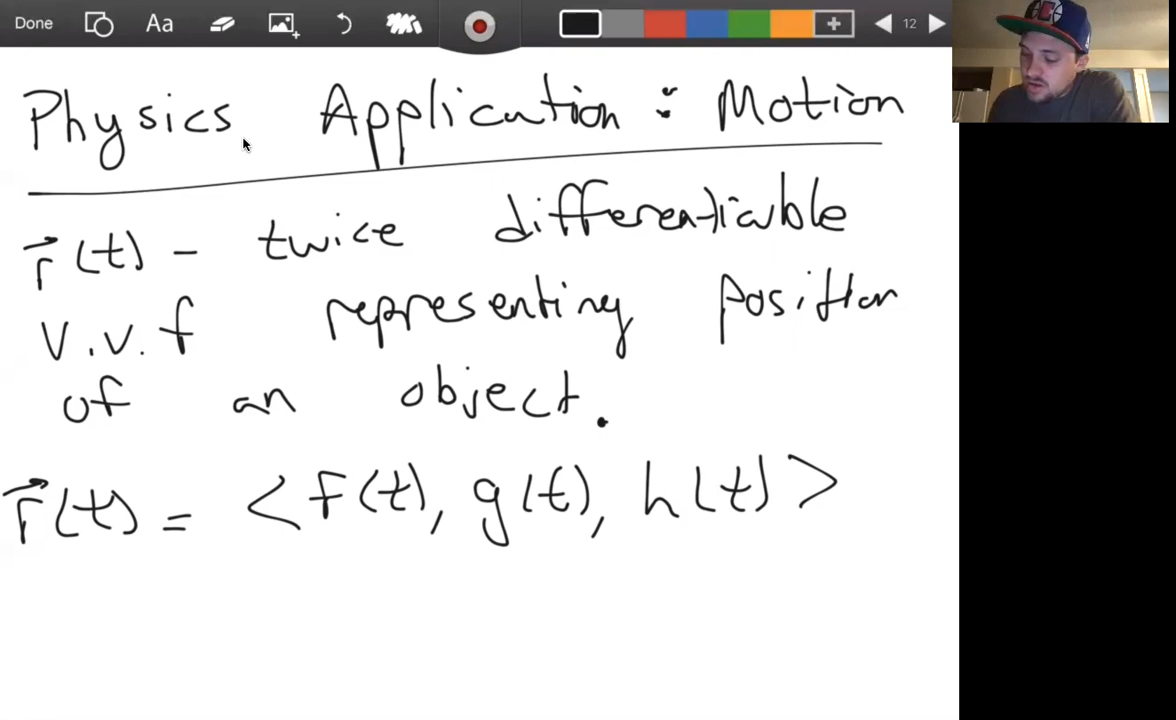 Done Aa 12
Physics Application : Motion
r⃗(t) - twice differentiable
v.v.f representing position
of an object.
r⃗(t) = <f(t), g(t), h(t)>